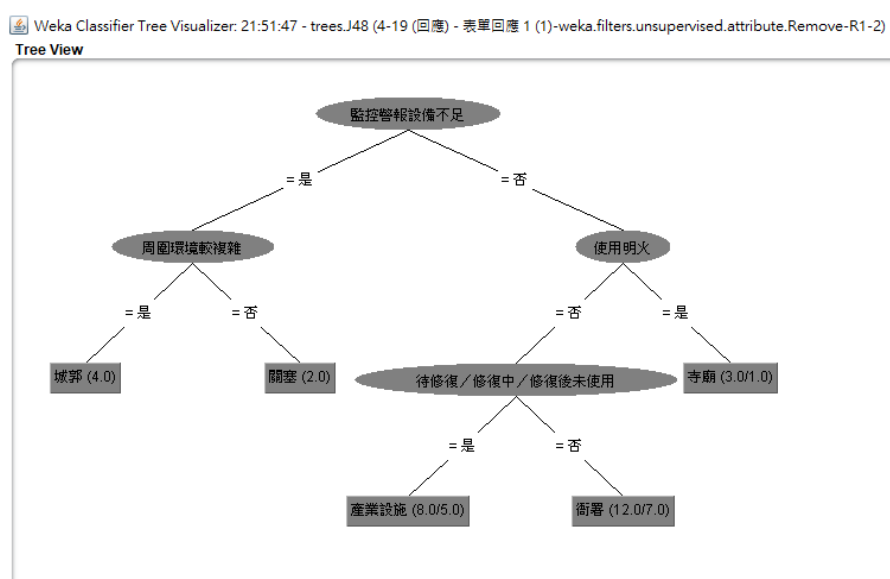 Weka Classifier Tree Visualizer: 21:51:47 - trees.J48 (4-19 (回應) - 表單回應 1 (1)-weka.filters.unsupervised.attribute.Remove-R1-2)
Tree View
監控警報設備不足
= 是
= 否
周圍環境較複雜
使用明火
= 是
= 否
= 否
= 是
城郭 (4.0)
關塞 (2.0)
待修復／修復中／修復後未使用
寺廟 (3.0/1.0)
= 是
= 否
產業設施 (8.0/5.0)
衙署 (12.0/7.0)